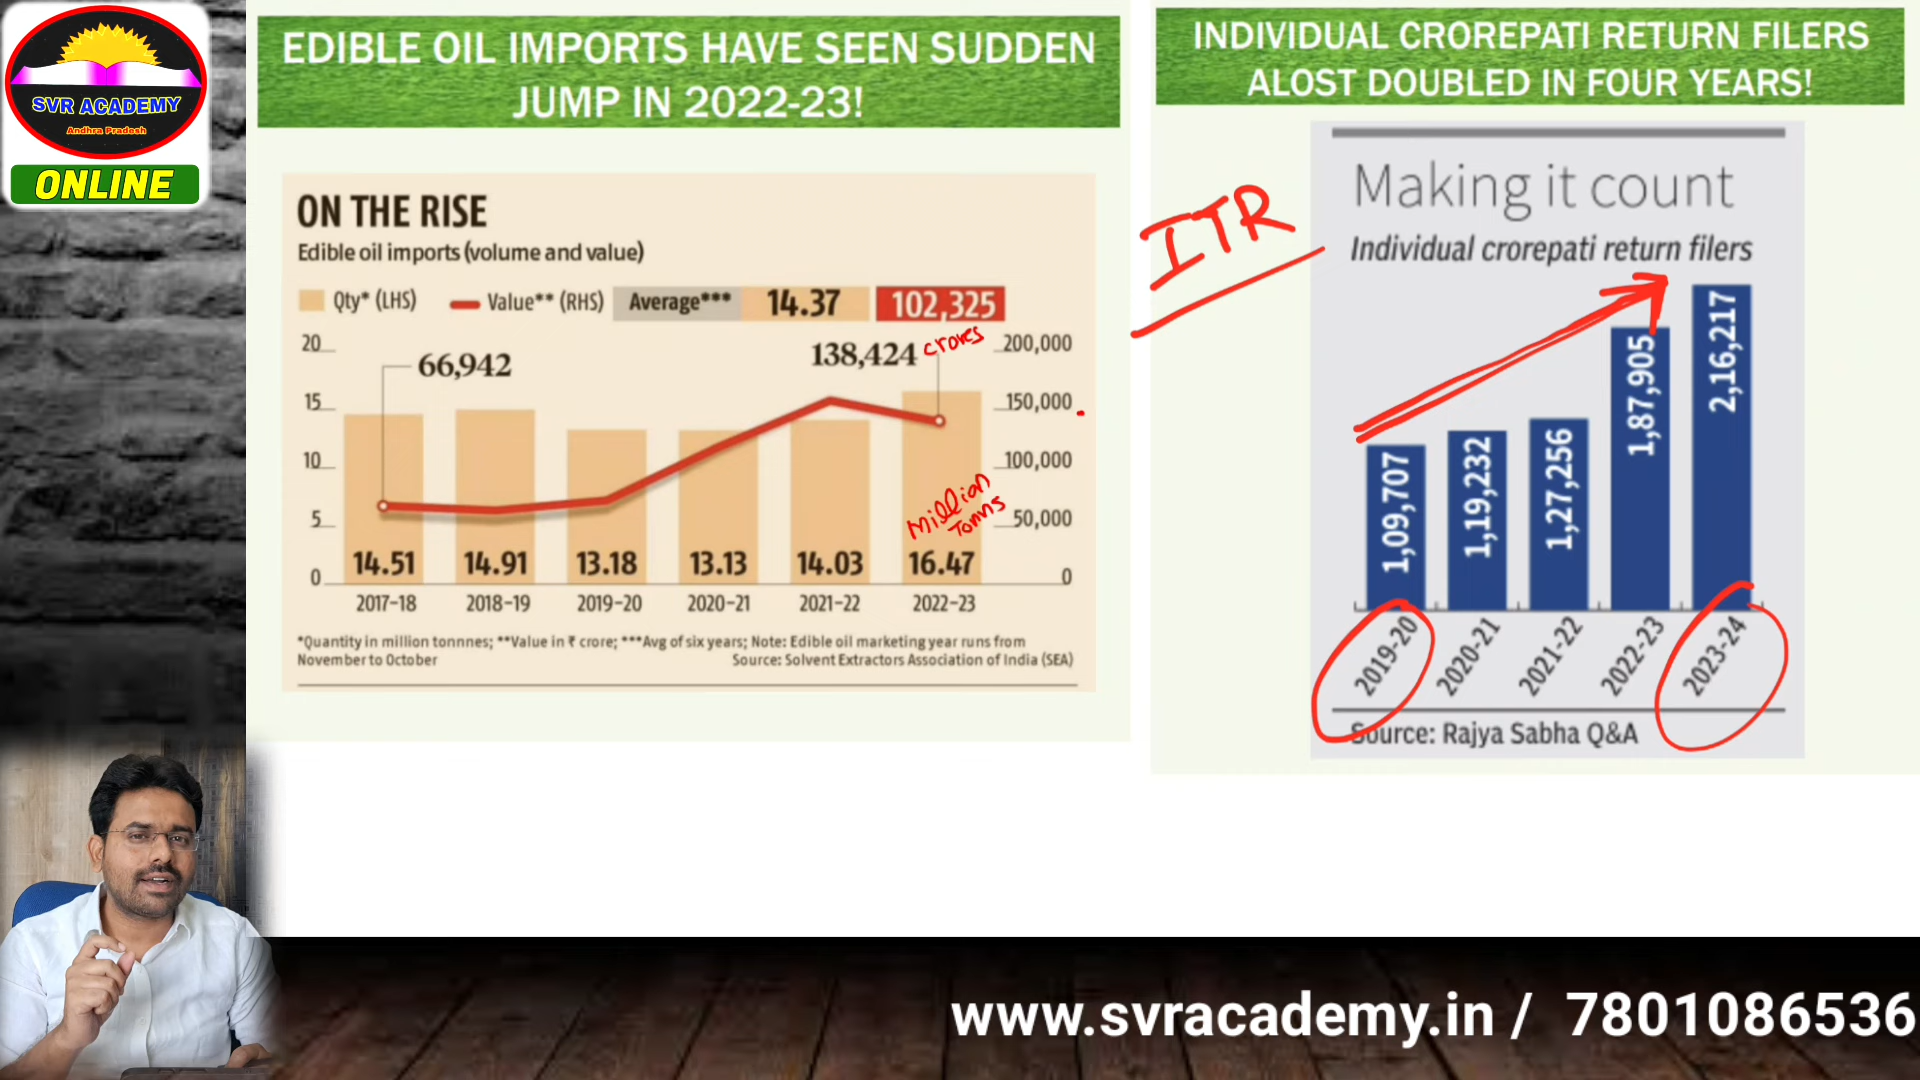 SVR ACADEMY
Andhra Pradesh
ONLINE
EDIBLE OIL IMPORTS HAVE SEEN SUDDEN
JUMP IN 2022-23!
ON THE RISE
Edible oil imports (volume and value)
Qty* (LHS) Value** (RHS) Average*** 14.37 102,325
crores
66,942 138,424
20 200,000
15 150,000
10 100,000
5 50,000
0 0
Million
Tonns
14.51 14.91 13.18 13.13 14.03 16.47
2017-18 2018-19 2019-20 2020-21 2021-22 2022-23
*Quantity in million tonnnes; **Value in ₹ crore; ***Avg of six years; Note: Edible oil marketing year runs from
November to October Source: Solvent Extractors Association of India (SEA)
INDIVIDUAL CROREPATI RETURN FILERS
ALOST DOUBLED IN FOUR YEARS!
ITR
Making it count
Individual crorepati return filers
1,09,707 1,19,232 1,27,256 1,87,905 2,16,217
2019-20 2020-21 2021-22 2022-23 2023-24
Source: Rajya Sabha Q&A
www.svracademy.in / 7801086536